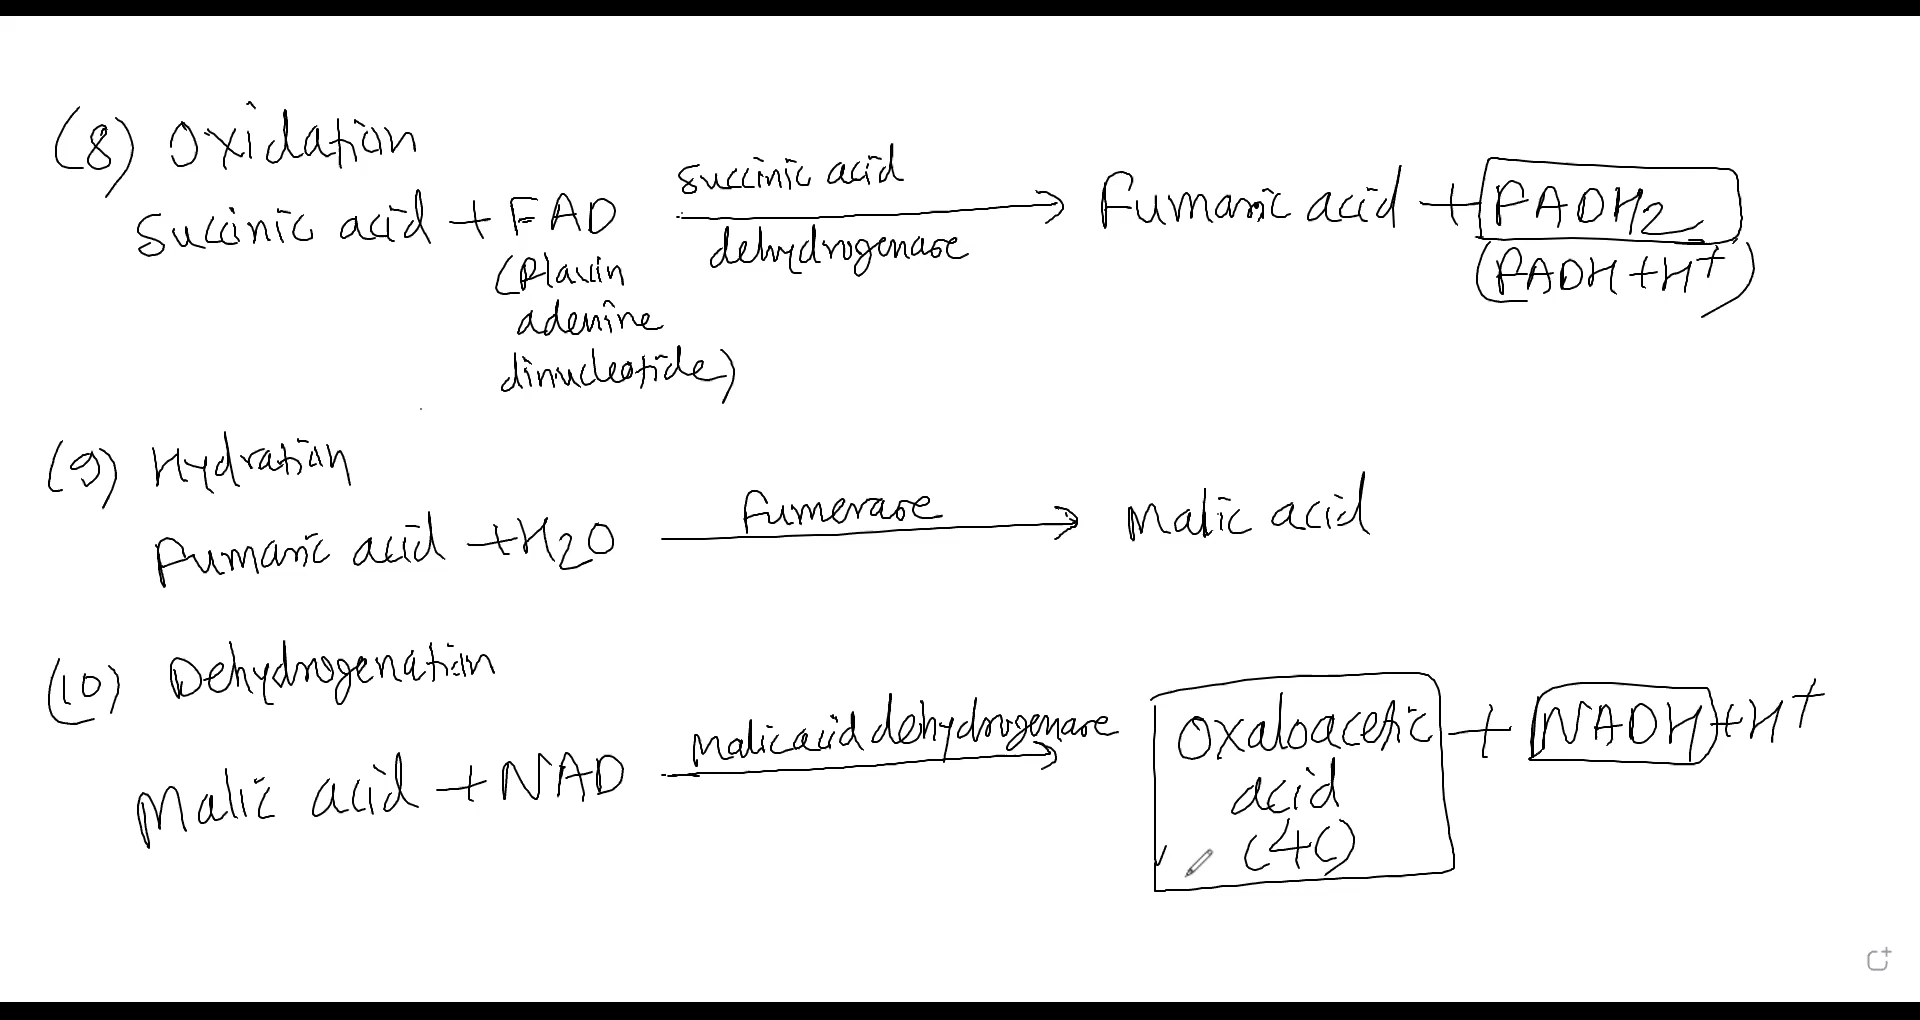 (8) Oxidation
Succinic acid + FAD succinic acid dehydrogenase Fumaric acid + FADH2
(Flavin (FADH+H+)
adenine
dinucleotide)
(9) Hydration
Fumaric acid +H2O fumerase Malic acid
(10) Dehydrogenation
Malic acid +NAD Malic acid dehydrogenase Oxaloacetic + NADH+H+
acid
(4C)